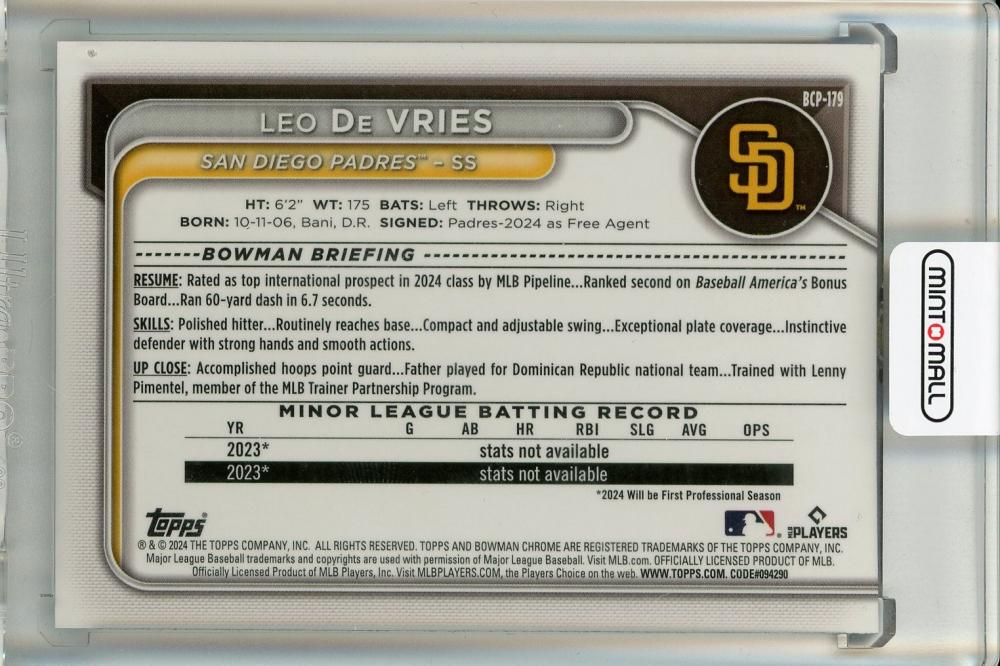 BCP-179
LEO DE VRIES
SAN DIEGO PADRES™ – SS
SD
™
HT: 6'2" WT: 175 BATS: Left THROWS: Right
BORN: 10-11-06, Bani, D.R. SIGNED: Padres-2024 as Free Agent
BOWMAN BRIEFING
RESUME: Rated as top international prospect in 2024 class by MLB Pipeline...Ranked second on Baseball America's Bonus
Board...Ran 60-yard dash in 6.7 seconds.
SKILLS: Polished hitter...Routinely reaches base...Compact and adjustable swing...Exceptional plate coverage...Instinctive
defender with strong hands and smooth actions.
UP CLOSE: Accomplished hoops point guard...Father played for Dominican Republic national team...Trained with Lenny
Pimentel, member of the MLB Trainer Partnership Program.
MINOR LEAGUE BATTING RECORD
YR G AB HR RBI SLG AVG OPS
2023* stats not available
2023* stats not available
*2024 Will be First Professional Season
TOPPS®
MLB PLAYERS
® & © 2024 THE TOPPS COMPANY, INC. ALL RIGHTS RESERVED. TOPPS AND BOWMAN CHROME ARE REGISTERED TRADEMARKS OF THE TOPPS COMPANY, INC.
Major League Baseball trademarks and copyrights are used with permission of Major League Baseball. Visit MLB.com. OFFICIALLY LICENSED PRODUCT OF MLB.
Officially Licensed Product of MLB Players, Inc. Visit MLBPLAYERS.COM, the Players Choice on the web. WWW.TOPPS.COM. CODE#094290
MINTOMALL